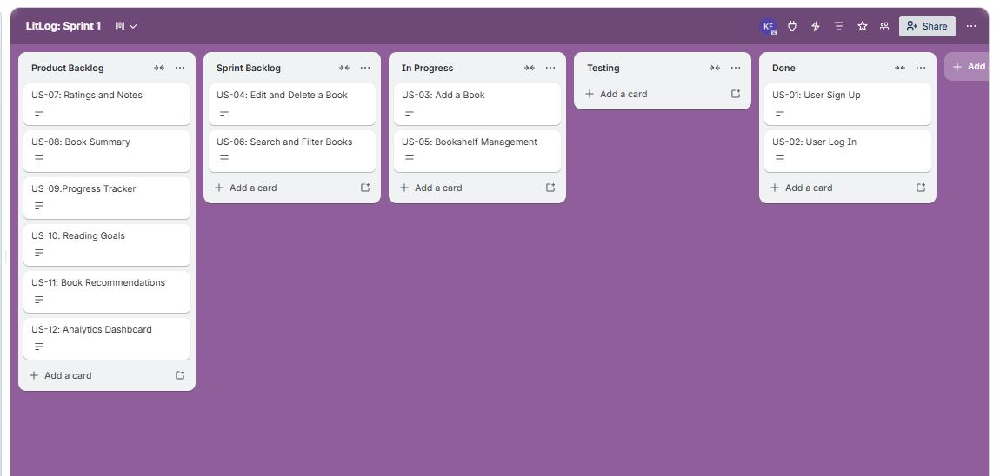 LitLog: Sprint 1
KF
Share
Product Backlog
US-07: Ratings and Notes
US-08: Book Summary
US-09:Progress Tracker
US-10: Reading Goals
US-11: Book Recommendations
US-12: Analytics Dashboard
Add a card
Sprint Backlog
US-04: Edit and Delete a Book
US-06: Search and Filter Books
Add a card
In Progress
US-03: Add a Book
US-05: Bookshelf Management
Add a card
Testing
Add a card
Done
US-01: User Sign Up
US-02: User Log In
Add a card
Add